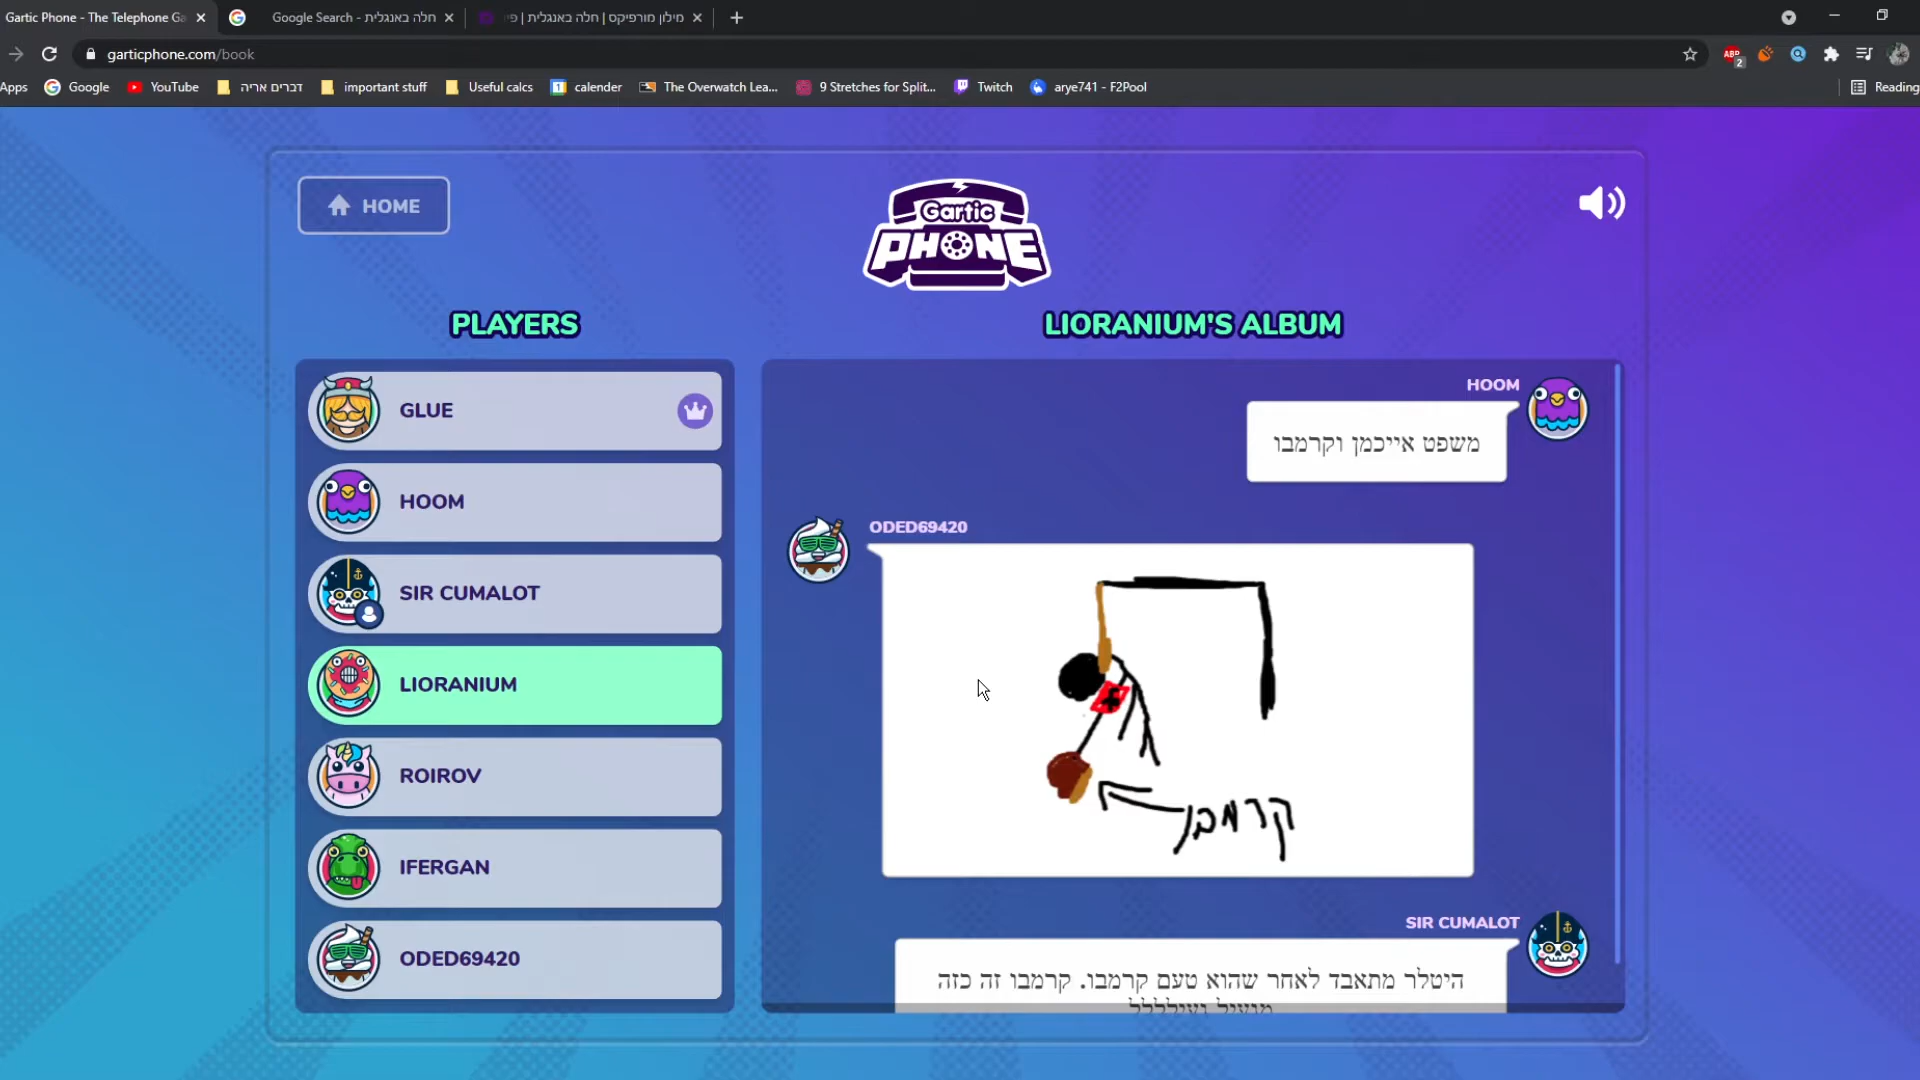 Gartic Phone - The Telephone Ga
Google Search - חלה באנגלית
מילון מורפיקס | חלה באנגלית | פי
garticphone.com/book
ABP
2
Apps
Google
YouTube
דברים אריה
important stuff
Useful calcs
calender
The Overwatch Lea...
9 Stretches for Split...
Twitch
arye741 - F2Pool
Reading
HOME
Gartic
PHONE
PLAYERS
LIORANIUM'S ALBUM
GLUE
HOOM
SIR CUMALOT
LIORANIUM
ROIROV
IFERGAN
ODED69420
HOOM
משפט אייכמן וקרמבו
ODED69420
קרמבו
SIR CUMALOT
היטלר מתאבד לאחר שהוא טעם קרמבו. קרמבו זה כזה